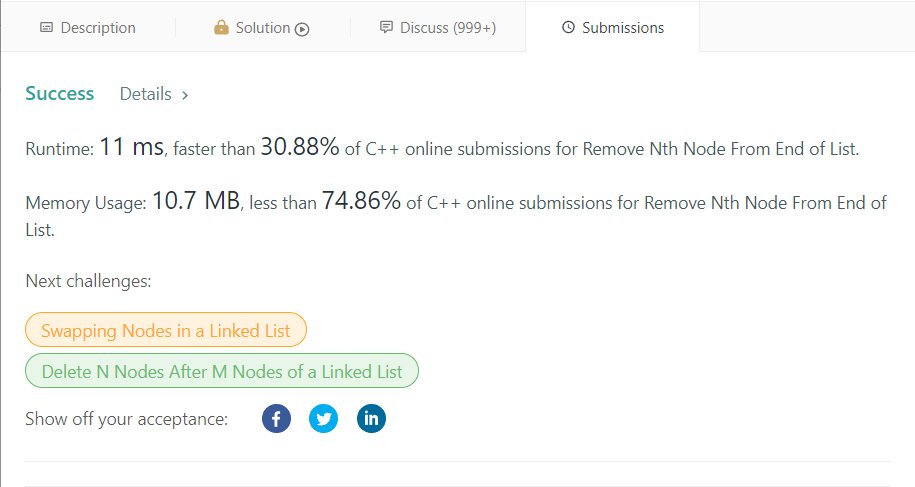 Description Solution Discuss (999+) Submissions
Success Details >
Runtime: 11 ms, faster than 30.88% of C++ online submissions for Remove Nth Node From End of List.
Memory Usage: 10.7 MB, less than 74.86% of C++ online submissions for Remove Nth Node From End of
List.
Next challenges:
Swapping Nodes in a Linked List
Delete N Nodes After M Nodes of a Linked List
Show off your acceptance: f in